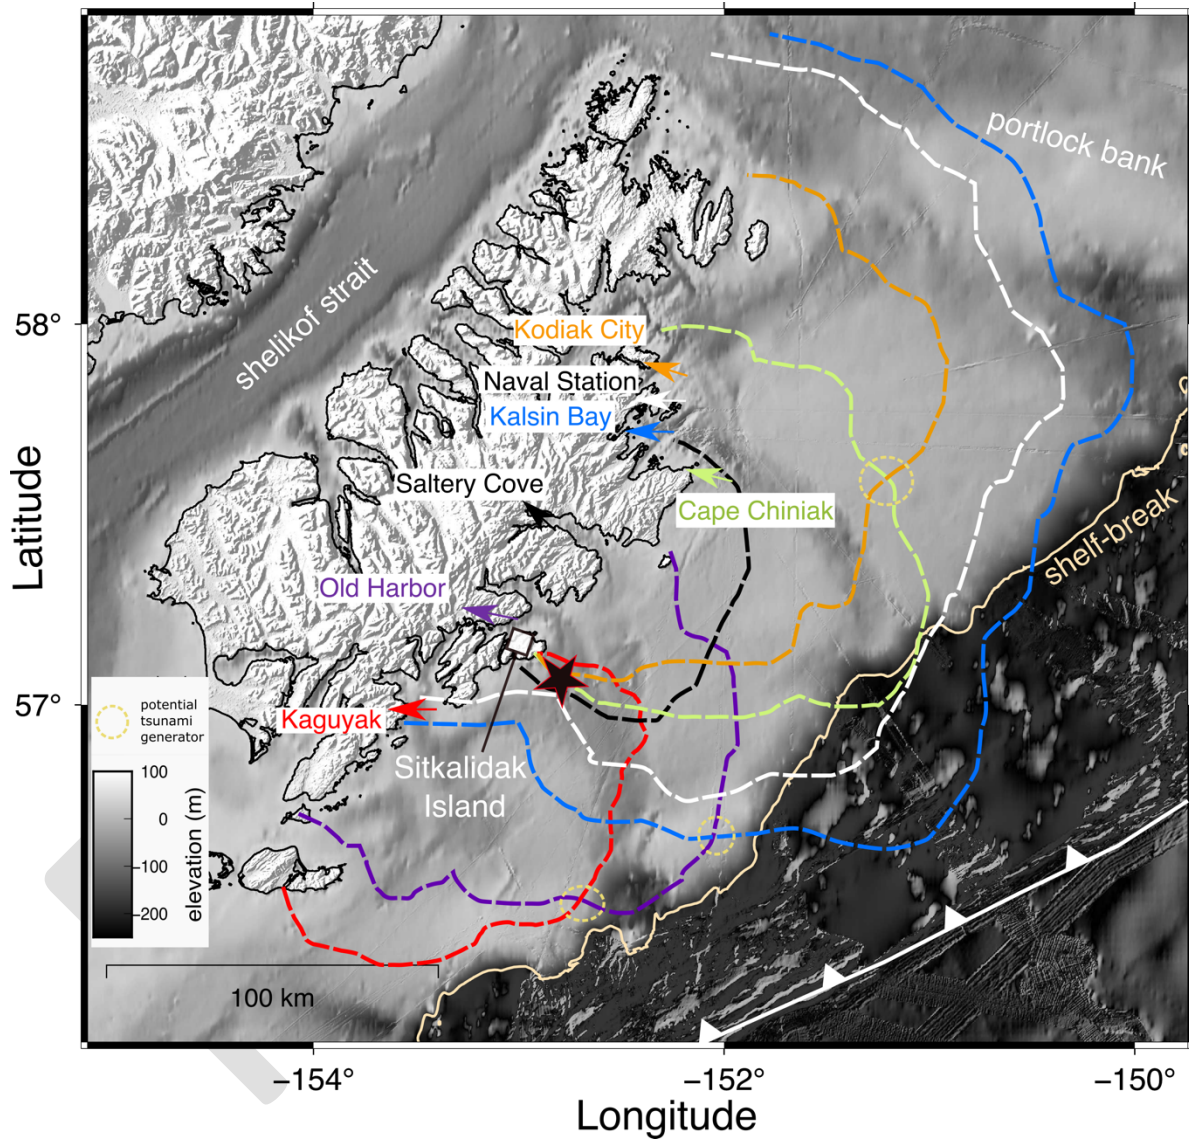 portlock bank
shelikof strait
58°
Kodiak City
Naval Station
Kalsin Bay
Saltery Cove
Cape Chiniak
shelf-break
Latitude
Old Harbor
57°
Kaguyak
Sitkalidak
Island
potential
tsunami
generator
100
0
−100
−200
elevation (m)
100 km
−154°
−152°
−150°
Longitude